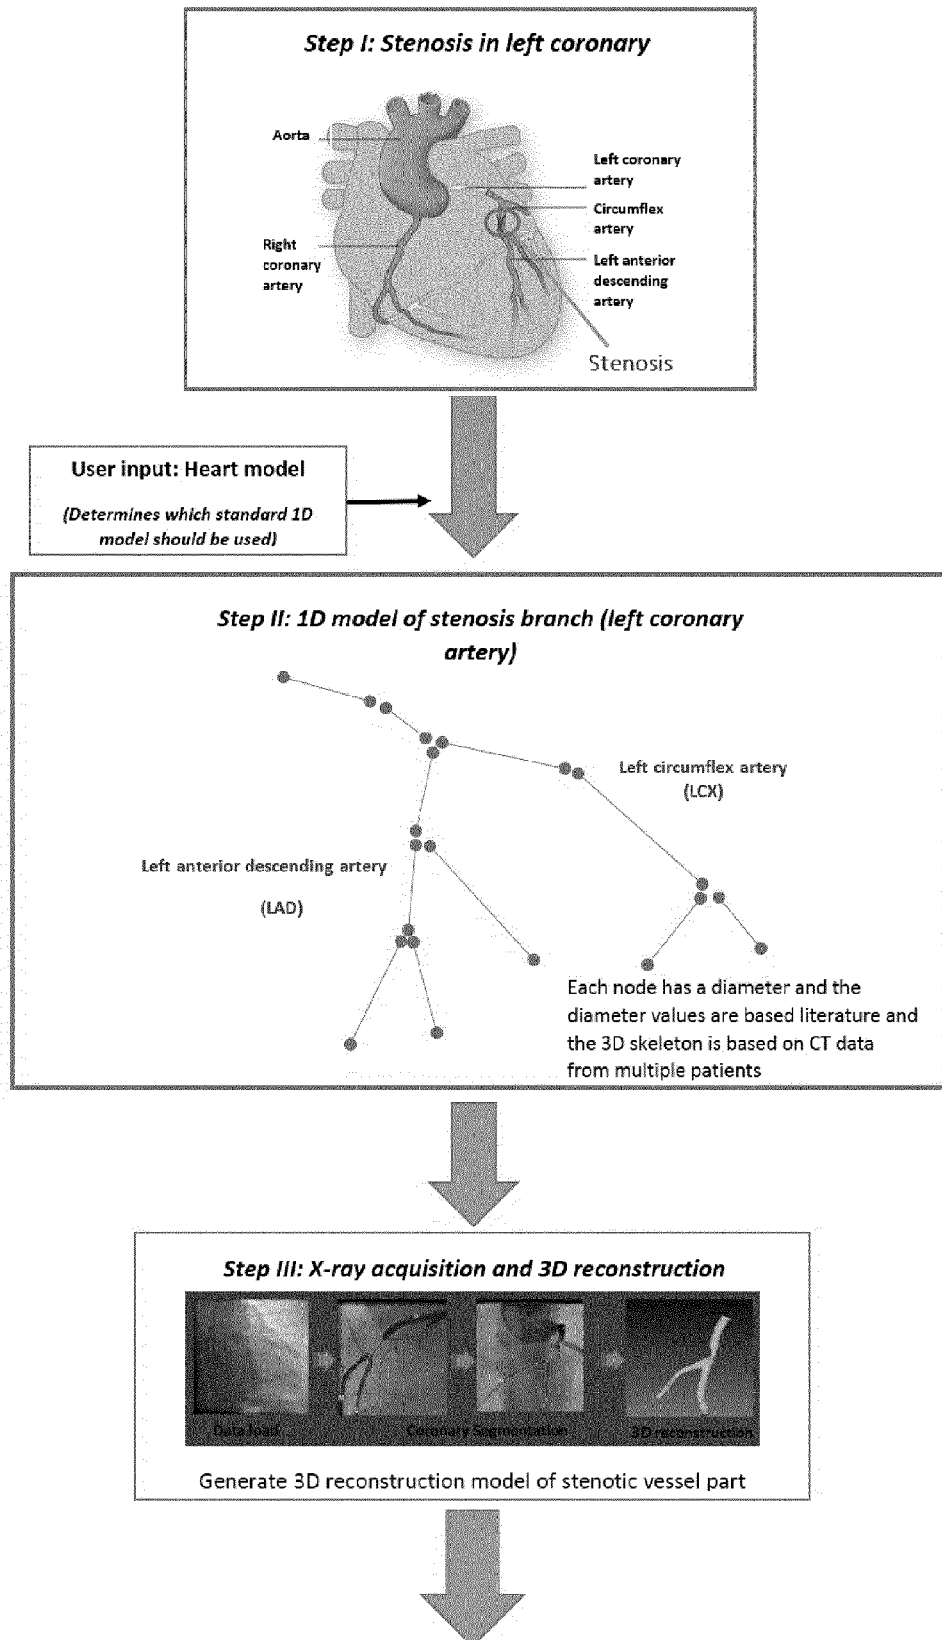 Step I: Stenosis in left coronary
Aorta
Left coronary
artery
Circumflex
artery
Right
coronary
artery
Left anterior
descending
artery
Stenosis
User input: Heart model
(Determines which standard 1D
model should be used)
Step II: 1D model of stenosis branch (left coronary
artery)
Left circumflex artery
(LCX)
Left anterior descending artery
(LAD)
Each node has a diameter and the
diameter values are based literature and
the 3D skeleton is based on CT data
from multiple patients
Step III: X-ray acquisition and 3D reconstruction
Data load
Coronary Segmentation
3D reconstruction
Generate 3D reconstruction model of stenotic vessel part